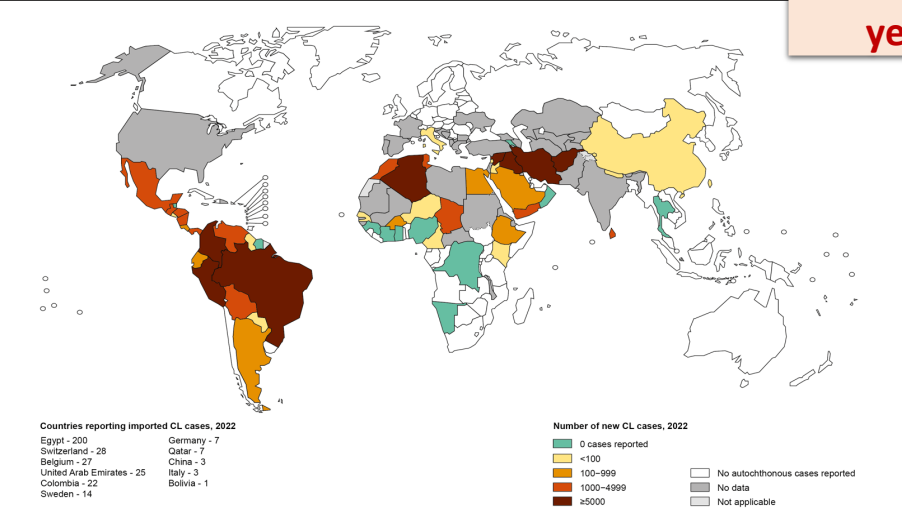 ye
Countries reporting imported CL cases, 2022
Egypt - 200
Switzerland - 28
Belgium - 27
United Arab Emirates - 25
Colombia - 22
Sweden - 14
Germany - 7
Qatar - 7
China - 3
Italy - 3
Bolivia - 1
Number of new CL cases, 2022
0 cases reported
<100
100–999
1000–4999
≥5000
No autochthonous cases reported
No data
Not applicable